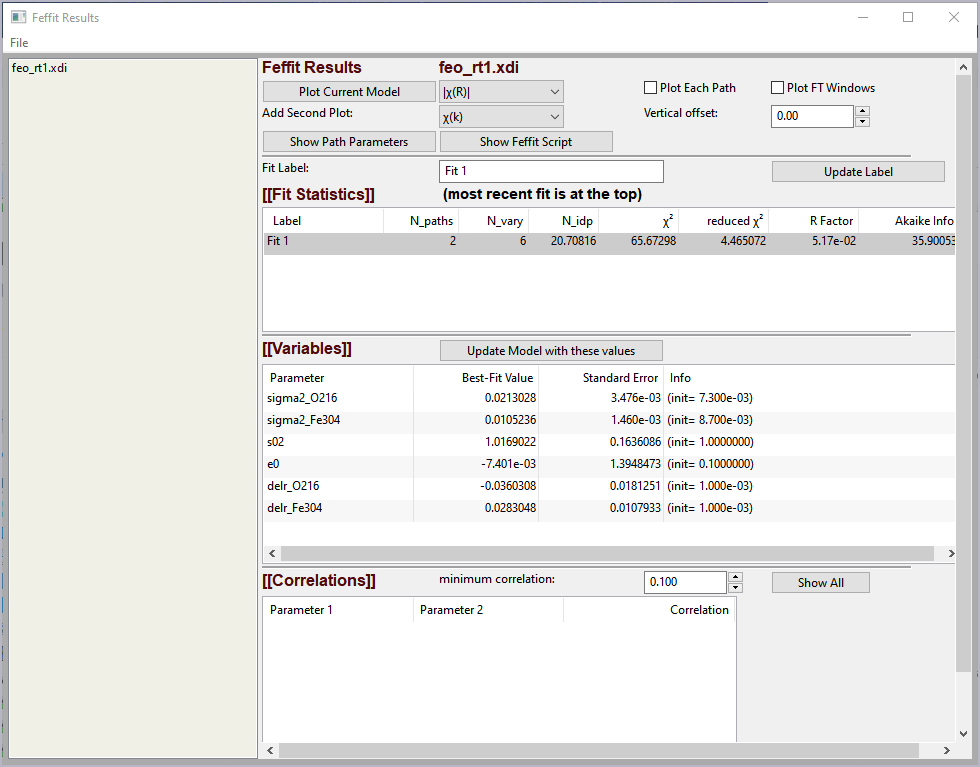 Feffit Results
File
feo_rt1.xdi
Feffit Results feo_rt1.xdi
Plot Current Model |χ(R)| Plot Each Path Plot FT Windows
Add Second Plot: χ(k) Vertical offset: 0.00
Show Path Parameters Show Feffit Script
Fit Label: Fit 1 Update Label
[[Fit Statistics]] (most recent fit is at the top)
Label N_paths N_vary N_idp χ² reduced χ² R Factor Akaike Info
Fit 1 2 6 20.70816 65.67298 4.465072 5.17e-02 35.90053
[[Variables]] Update Model with these values
Parameter Best-Fit Value Standard Error Info
sigma2_O216 0.0213028 3.476e-03 (init= 7.300e-03)
sigma2_Fe304 0.0105236 1.460e-03 (init= 8.700e-03)
s02 1.0169022 0.1636086 (init= 1.0000000)
e0 -7.401e-03 1.3948473 (init= 0.1000000)
delr_O216 -0.0360308 0.0181251 (init= 1.000e-03)
delr_Fe304 0.0283048 0.0107933 (init= 1.000e-03)
[[Correlations]] minimum correlation: 0.100 Show All
Parameter 1 Parameter 2 Correlation